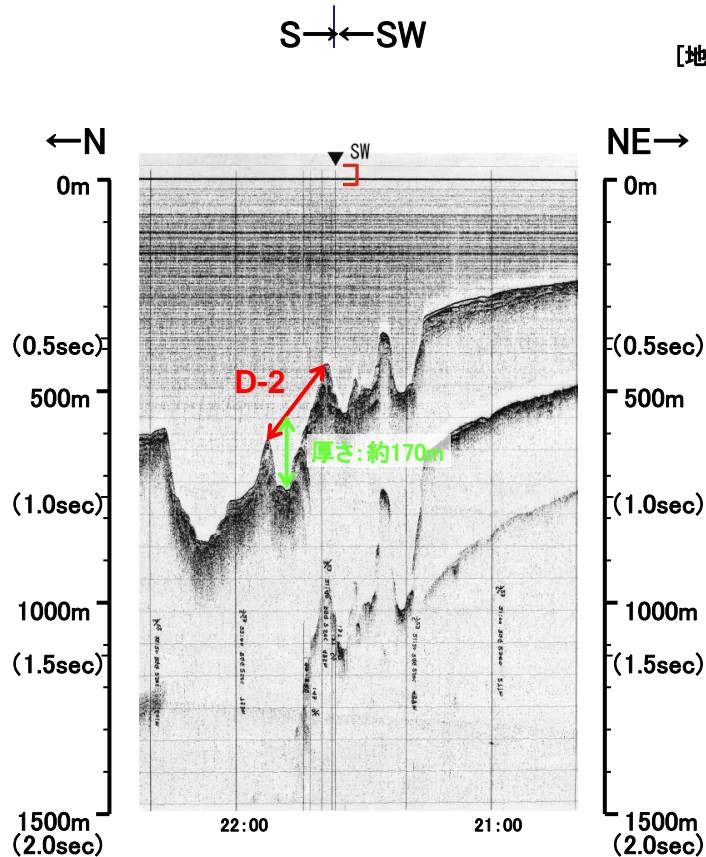 S→←SW
[地
←N
NE→
▼ SW
0m
0m
(0.5sec)
(0.5sec)
D-2
500m
500m
厚さ:約170m
(1.0sec)
(1.0sec)
1000m
1000m
(1.5sec)
(1.5sec)
1500m
1500m
(2.0sec)
(2.0sec)
22:00
21:00